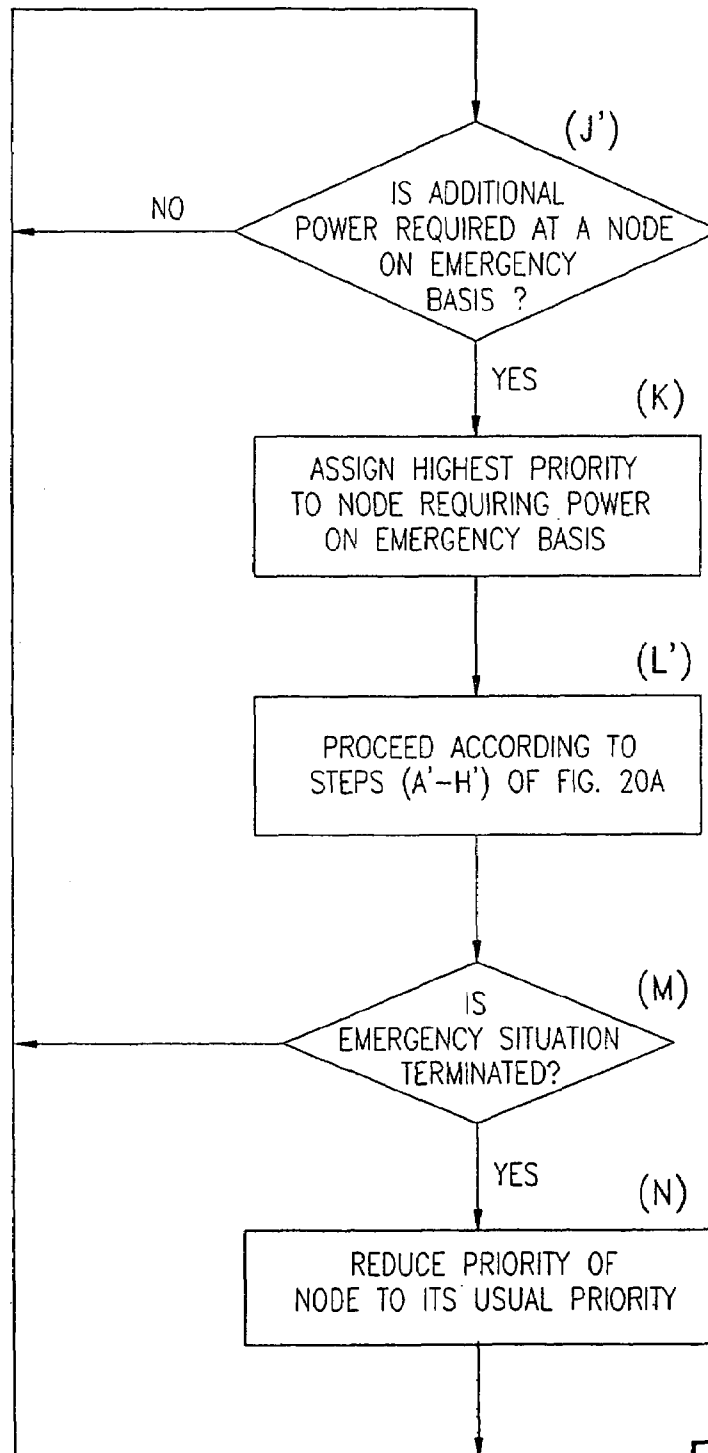 (J')
IS ADDITIONAL
POWER REQUIRED AT A NODE
ON EMERGENCY
BASIS ?
NO
YES
(K)
ASSIGN HIGHEST PRIORITY
TO NODE REQUIRING POWER
ON EMERGENCY BASIS
(L')
PROCEED ACCORDING TO
STEPS (A'-H') OF FIG. 20A
(M)
IS
EMERGENCY SITUATION
TERMINATED?
YES
(N)
REDUCE PRIORITY OF
NODE TO ITS USUAL PRIORITY